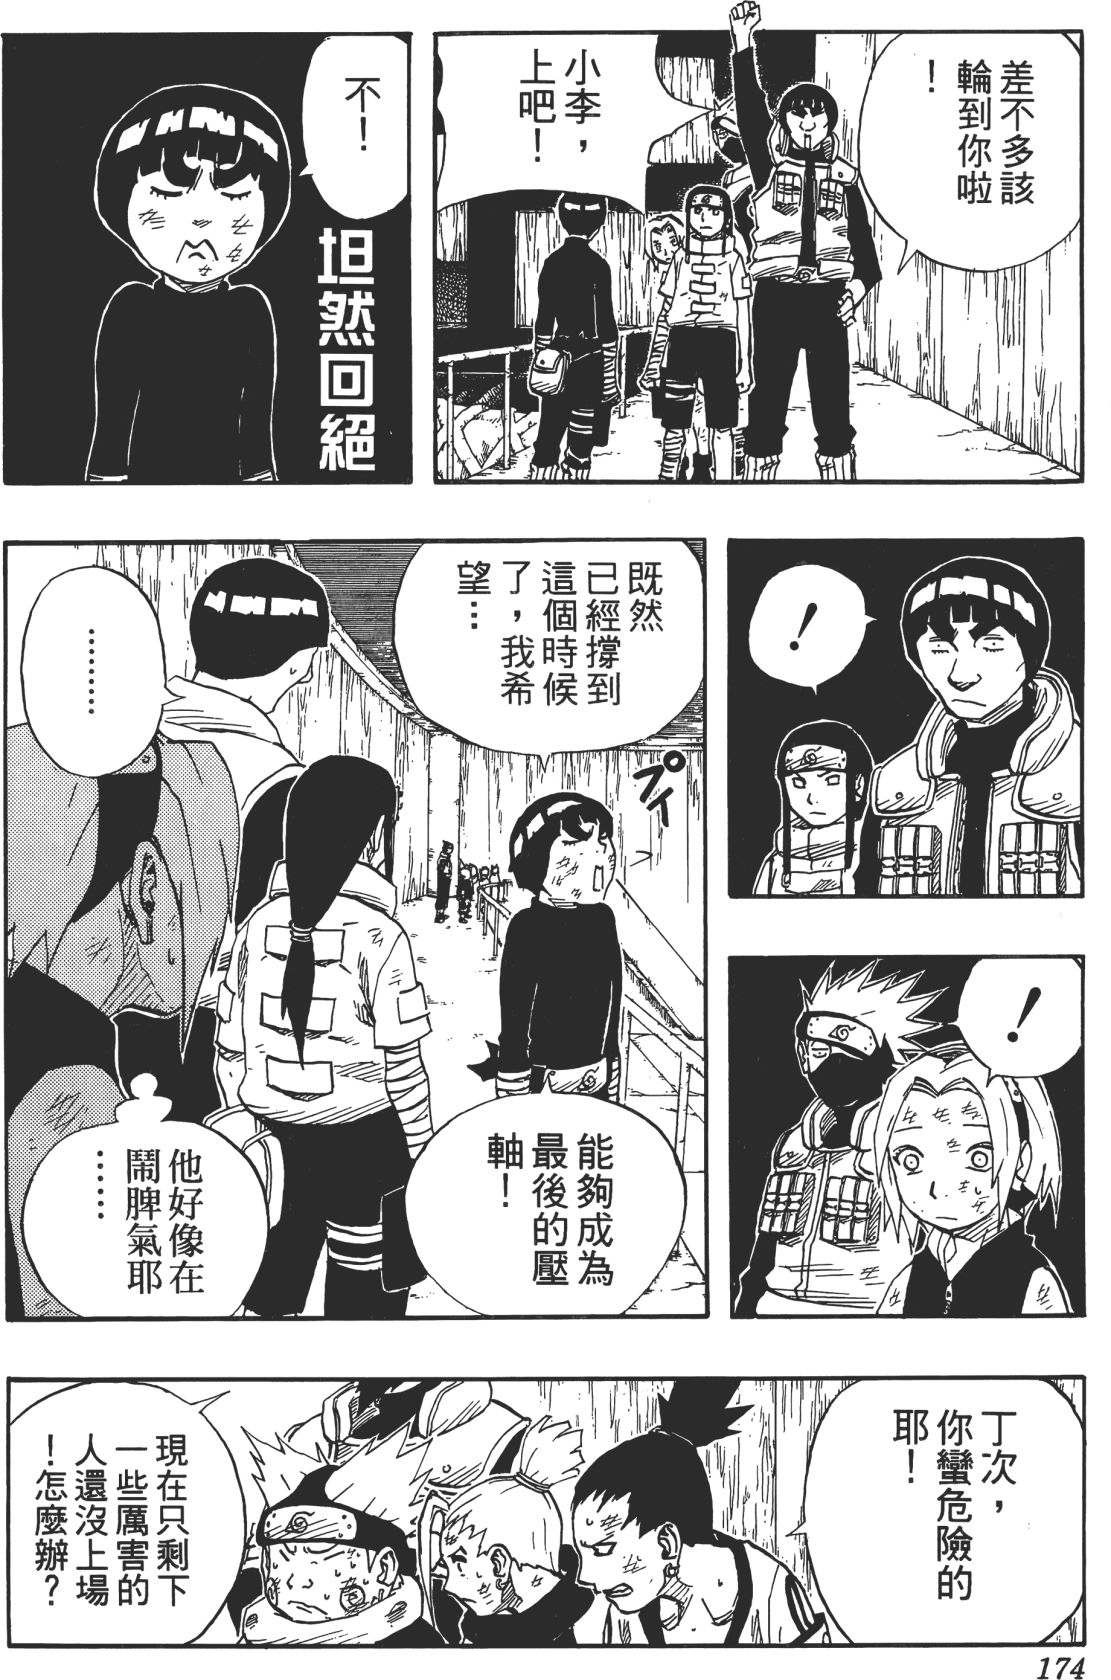 差不多該
輪到你啦
！
小李，
上吧！
不！
坦然回絕
！
！
既然
已經撐到
這個時候
了，我希
望…
プイ
………
能夠成為
最後的壓
軸！
他好像在
鬧脾氣耶
……
丁次，
你蠻危險的
耶！
現在只剩下
一些厲害的
人還沒上場
！怎麼辦？
174